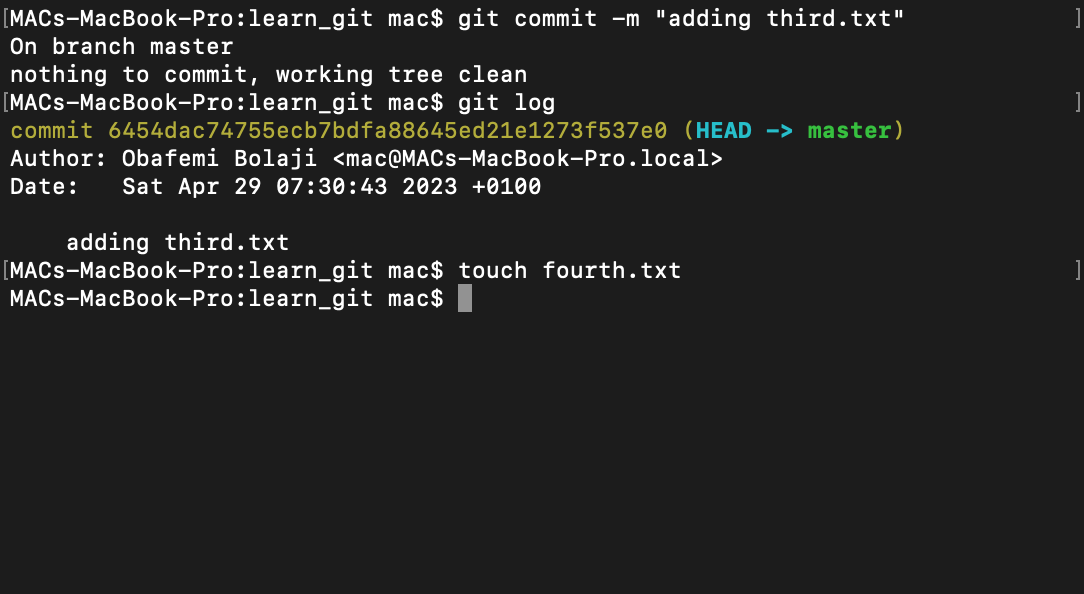 [MACs-MacBook-Pro:learn_git mac$ git commit -m "adding third.txt" ]
On branch master
nothing to commit, working tree clean
[MACs-MacBook-Pro:learn_git mac$ git log ]
commit 6454dac74755ecb7bdfa88645ed21e1273f537e0 (HEAD -> master)
Author: Obafemi Bolaji <mac@MACs-MacBook-Pro.local>
Date:   Sat Apr 29 07:30:43 2023 +0100
    adding third.txt
[MACs-MacBook-Pro:learn_git mac$ touch fourth.txt ]
MACs-MacBook-Pro:learn_git mac$